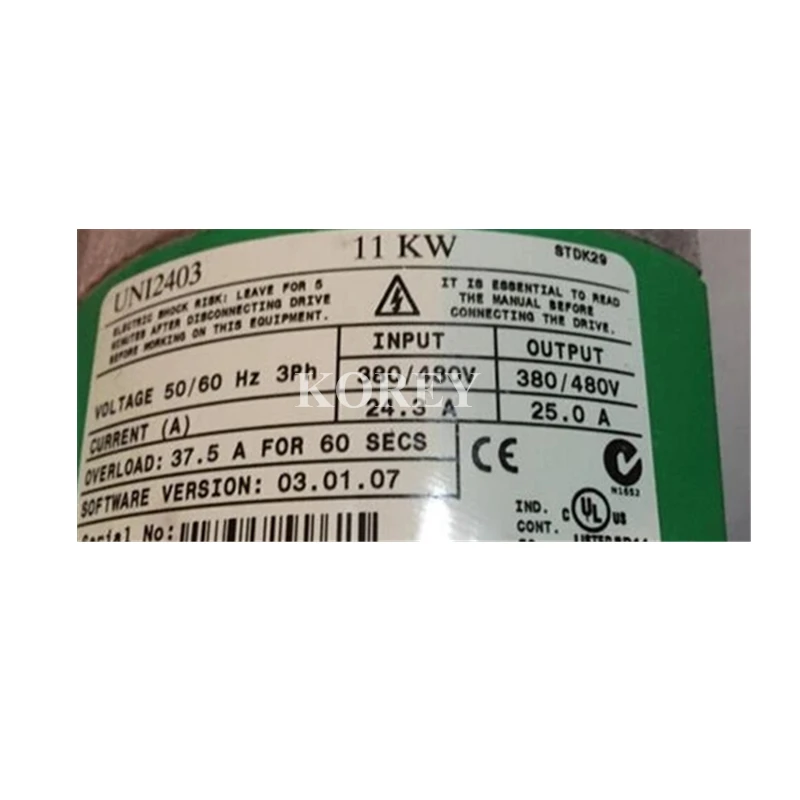 UNI2403 11 KW STDK29
ELECTRIC SHOCK RISK: LEAVE FOR 5
MINUTES AFTER DISCONNECTING DRIVE
BEFORE WORKING ON THIS EQUIPMENT.
IT IS ESSENTIAL TO READ
THE MANUAL BEFORE
CONNECTING THE DRIVE.
INPUT OUTPUT
VOLTAGE 50/60 Hz 3Ph 380/480V 380/480V
CURRENT (A) 24.3 A 25.0 A
KOREY
OVERLOAD: 37.5 A FOR 60 SECS
SOFTWARE VERSION: 03.01.07
Serial No:
CE
N1652
IND.
CONT.
C UL US